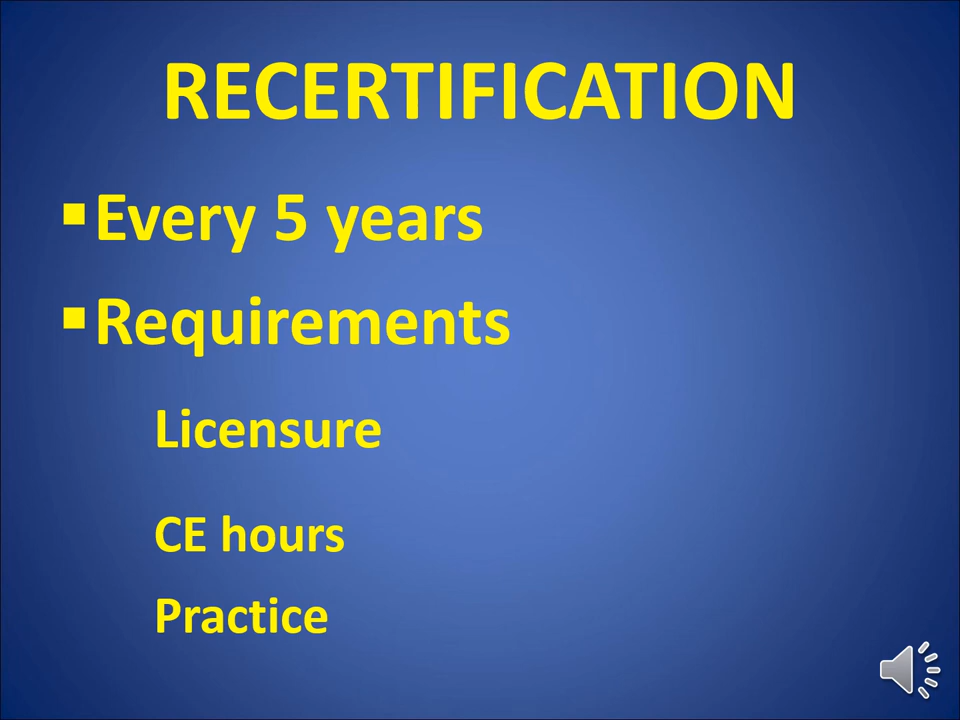 RECERTIFICATION
▪Every 5 years
▪Requirements
Licensure
CE hours
Practice